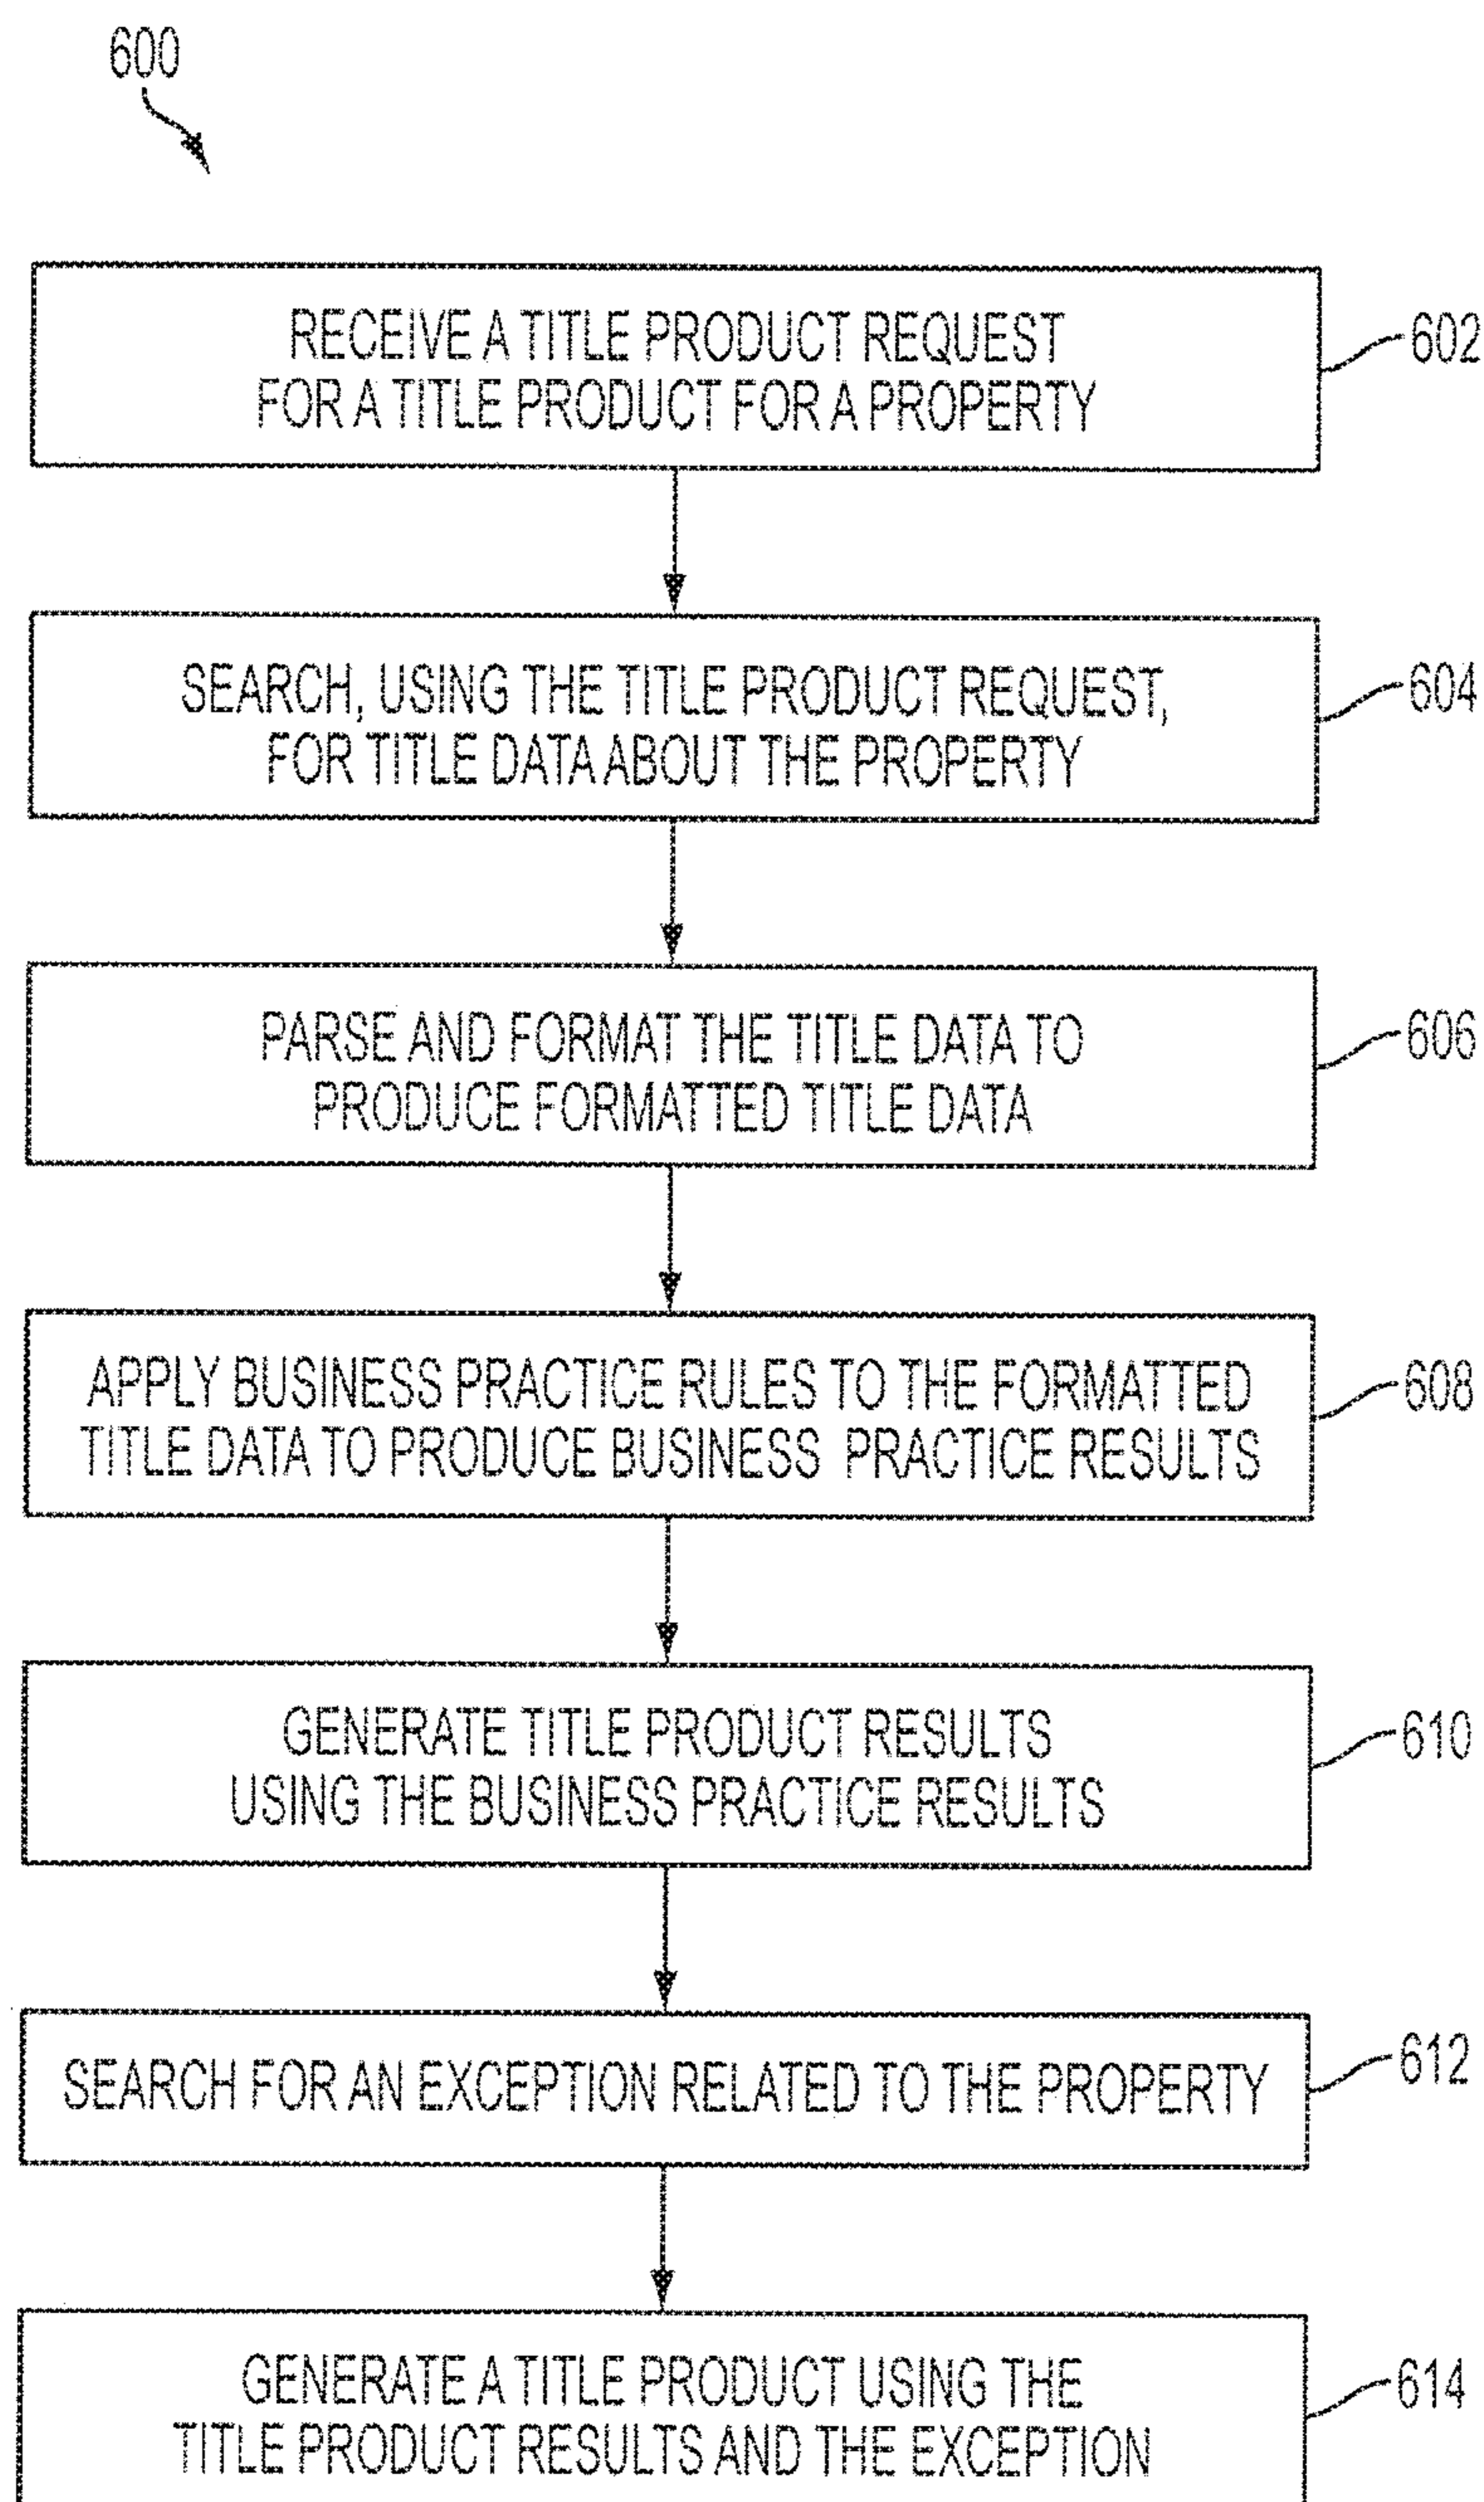 600
RECEIVE A TITLE PRODUCT REQUEST
FOR A TITLE PRODUCT FOR A PROPERTY
602
SEARCH, USING THE TITLE PRODUCT REQUEST,
FOR TITLE DATA ABOUT THE PROPERTY
604
PARSE AND FORMAT THE TITLE DATA TO
PRODUCE FORMATTED TITLE DATA
606
APPLY BUSINESS PRACTICE RULES TO THE FORMATTED
TITLE DATA TO PRODUCE BUSINESS PRACTICE RESULTS
608
GENERATE TITLE PRODUCT RESULTS
USING THE BUSINESS PRACTICE RESULTS
610
SEARCH FOR AN EXCEPTION RELATED TO THE PROPERTY
612
GENERATE A TITLE PRODUCT USING THE
TITLE PRODUCT RESULTS AND THE EXCEPTION
614